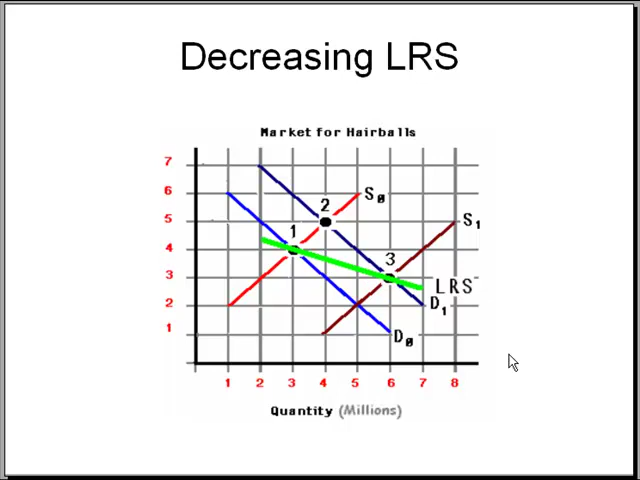 Decreasing LRS
Market for Hairballs
7
6
5
4
3
2
1
1
2
3
S0
S1
LRS
D1
D0
1 2 3 4 5 6 7 8
Quantity (Millions)